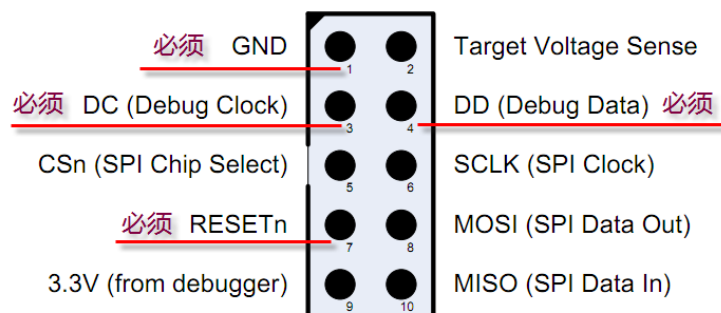 必须 GND 1 2 Target Voltage Sense
必须 DC (Debug Clock) 3 4 DD (Debug Data) 必须
CSn (SPI Chip Select) 5 6 SCLK (SPI Clock)
必须 RESETn 7 8 MOSI (SPI Data Out)
3.3V (from debugger) 9 10 MISO (SPI Data In)